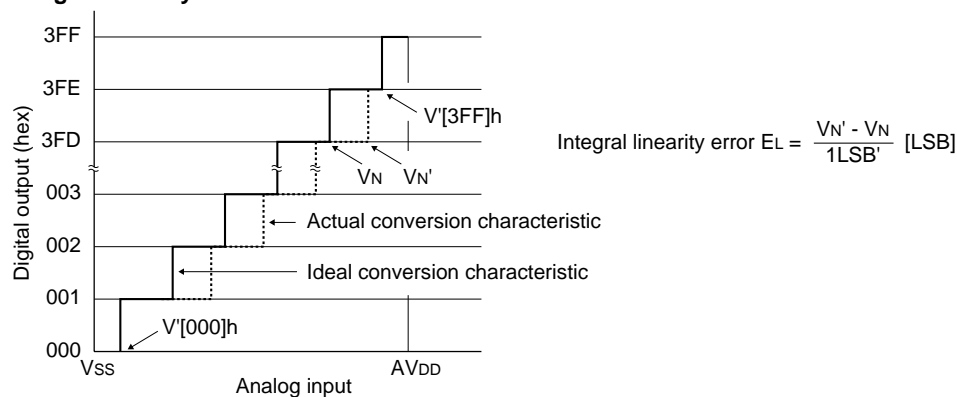 3FF
3FE
3FD
003
002
001
000
Digital output (hex)
V'[3FF]h
VN VN'
Actual conversion characteristic
Ideal conversion characteristic
V'[000]h
VSS
AVDD
Analog input
Integral linearity error EL = VN' - VN / 1LSB' [LSB]